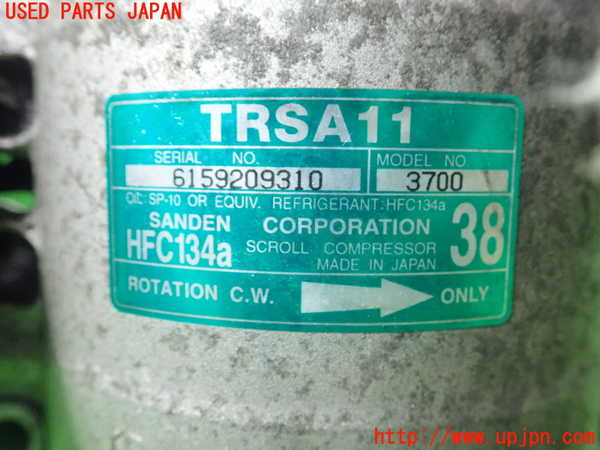 USED PARTS JAPAN
TRSA11
SERIAL NO. MODEL NO
6159209310 3700
Oil: SP-10 OR EQUIV. REFRIGERANT: HFC134a
SANDEN CORPORATION
HFC134a SCROLL COMPRESSOR 38
MADE IN JAPAN
ROTATION C.W. ONLY
http://www.upjpn.com/